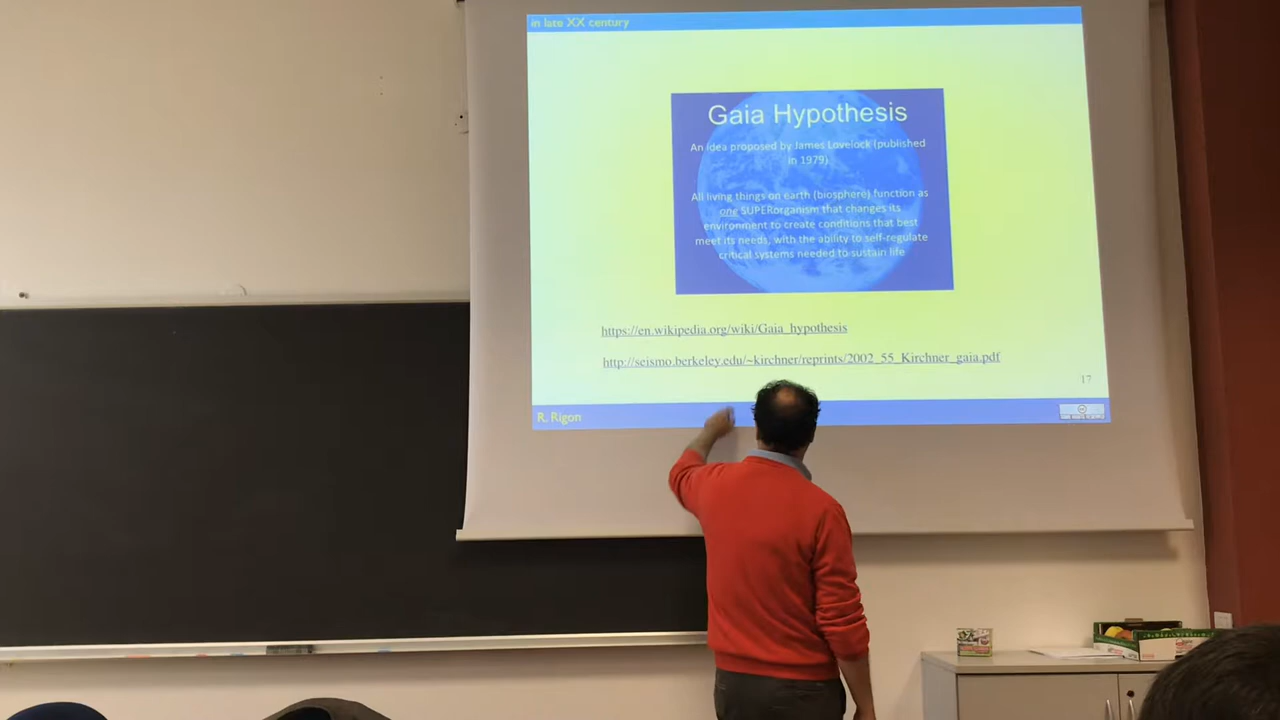 in late XX century
Gaia Hypothesis
An idea proposed by James Lovelock (published
in 1979).
All living things on earth (biosphere) function as
one SUPERorganism that changes its
environment to create conditions that best
meet its needs, with the ability to self-regulate
critical systems needed to sustain life
https://en.wikipedia.org/wiki/Gaia_hypothesis
http://seismo.berkeley.edu/~kirchner/reprints/2002_55_Kirchner_gaia.pdf
17
R. Rigon